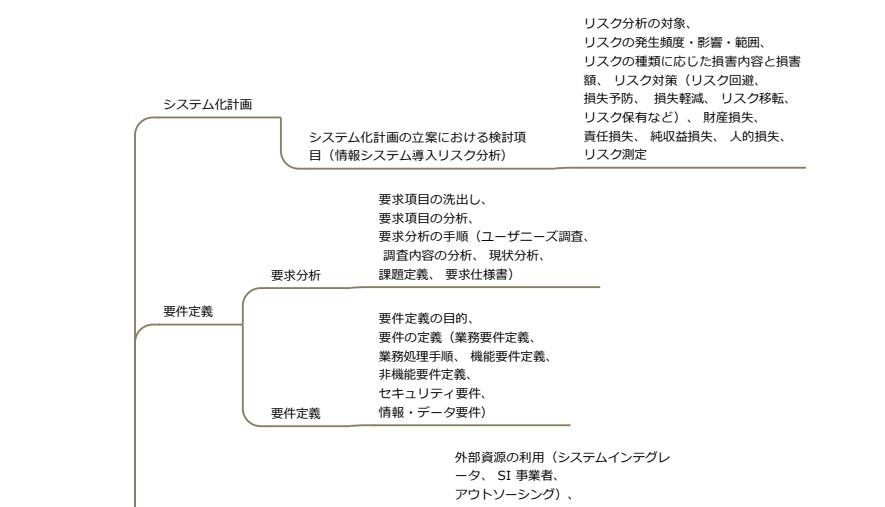 システム化計画
システム化計画の立案における検討項
目（情報システム導入リスク分析）
リスク分析の対象、
リスクの発生頻度・影響・範囲、
リスクの種類に応じた損害内容と損害
額、 リスク対策（リスク回避、
損失予防、 損失軽減、 リスク移転、
リスク保有など）、 財産損失、
責任損失、 純収益損失、 人的損失、
リスク測定
要件定義
要求分析
要求項目の洗出し、
要求項目の分析、
要求分析の手順（ユーザニーズ調査、
調査内容の分析、 現状分析、
課題定義、 要求仕様書）
要件定義
要件定義の目的、
要件の定義（業務要件定義、
業務処理手順、 機能要件定義、
非機能要件定義、
セキュリティ要件、
情報・データ要件）
外部資源の利用（システムインテグレ
ータ、 SI 事業者、
アウトソーシング）、